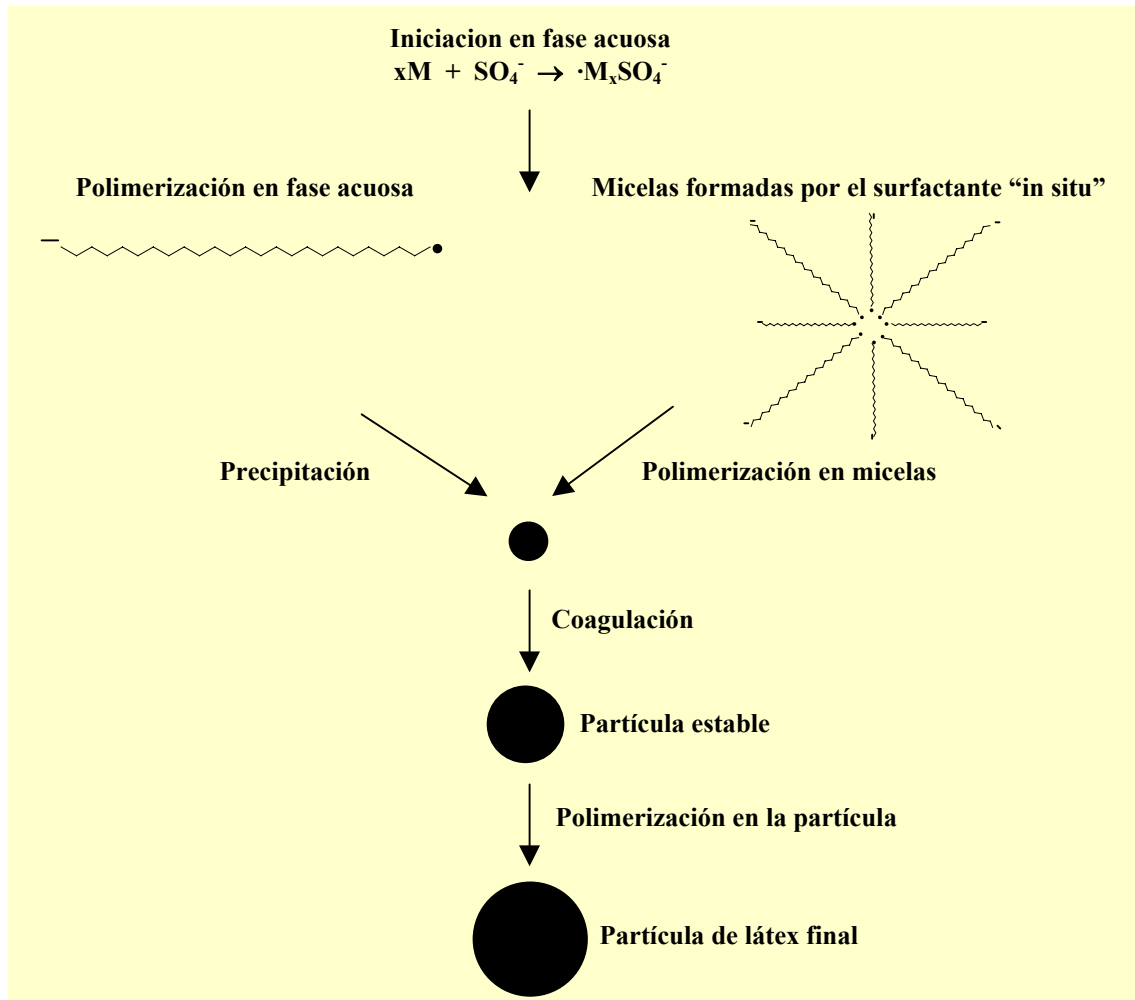 Iniciacion en fase acuosa
xM + SO₄⁻ → ·MₓSO₄⁻
Polimerización en fase acuosa
Micelas formadas por el surfactante “in situ”
Precipitación
Polimerización en micelas
Coagulación
Partícula estable
Polimerización en la partícula
Partícula de látex final